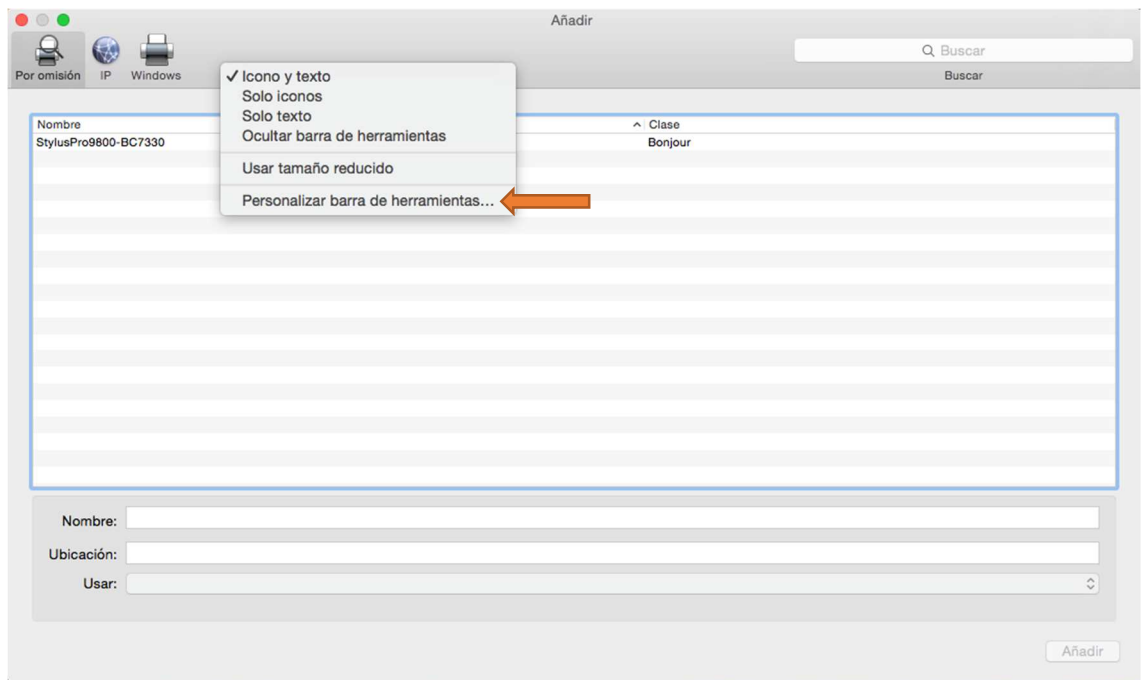 Añadir
Buscar
Por omisión IP Windows Buscar
✓ Icono y texto
Solo iconos
Solo texto
Ocultar barra de herramientas
Usar tamaño reducido
Personalizar barra de herramientas...
Nombre Clase
StylusPro9800-BC7330 Bonjour
Nombre:
Ubicación:
Usar:
Añadir